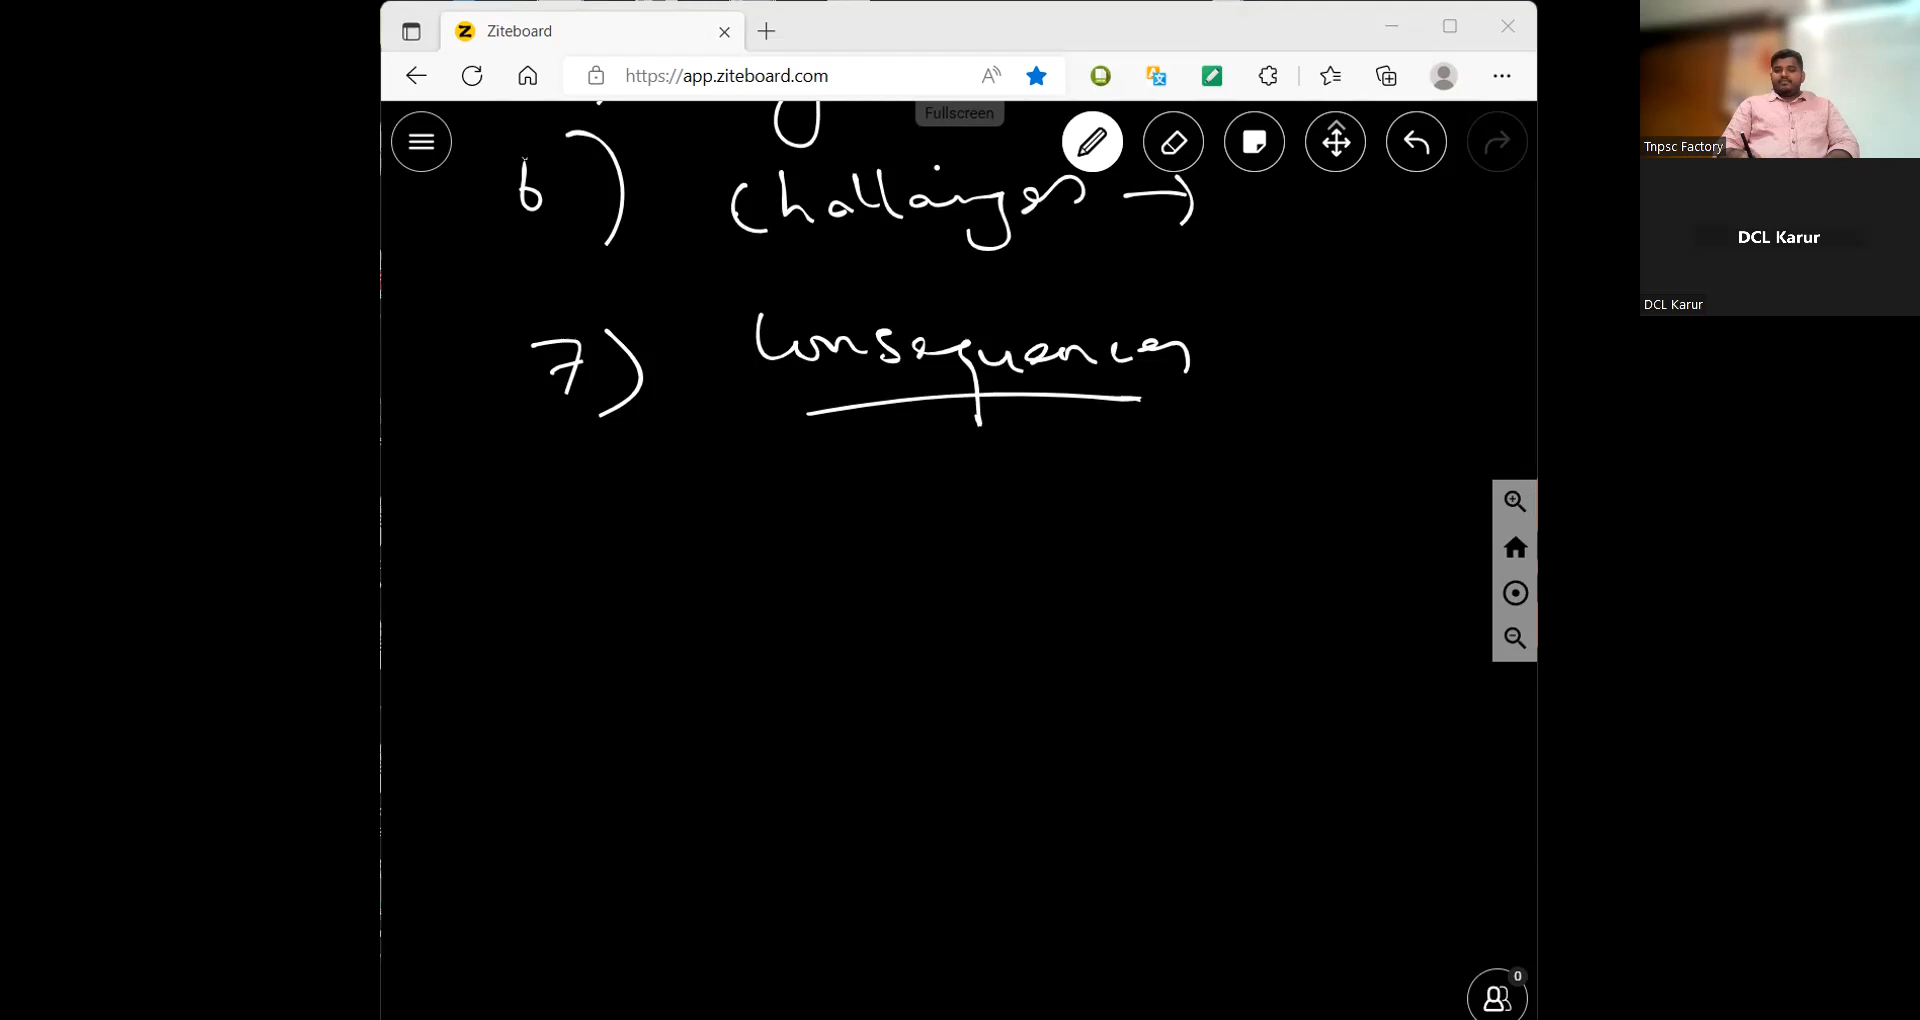 Ziteboard
https://app.ziteboard.com
Fullscreen
6) Challanges →
7) Consequences
Tnpsc Factory
DCL Karur
DCL Karur
0